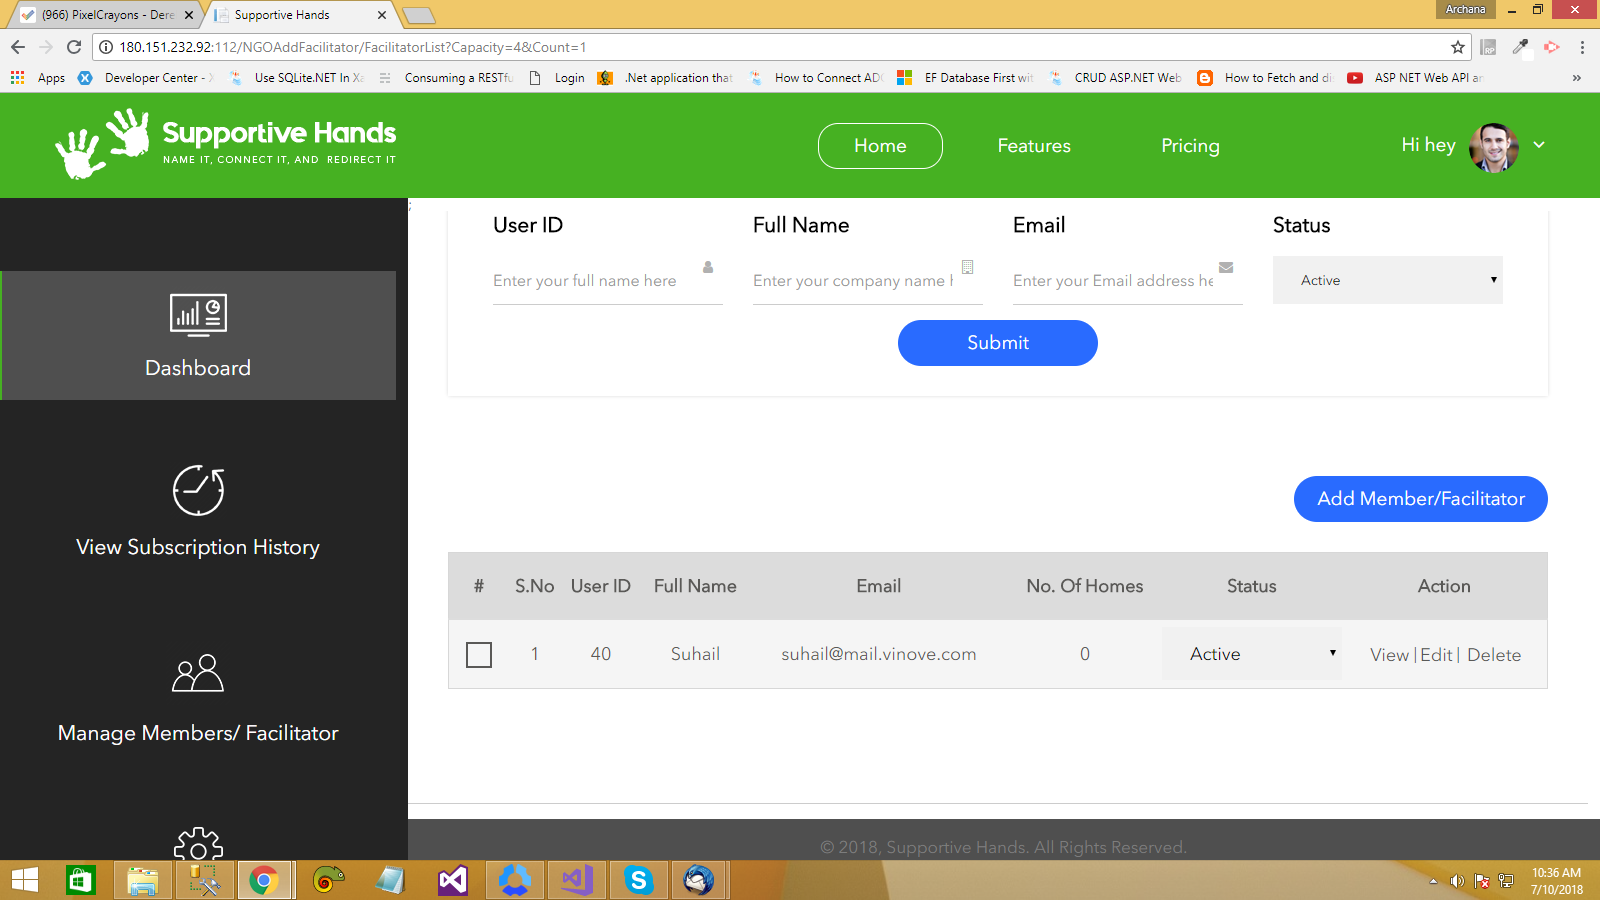 (966) PixelCrayons - Dere
Supportive Hands
Archana
180.151.232.92:112/NGOAddFacilitator/FacilitatorList?Capacity=4&Count=1
Apps
Developer Center -
Use SQLite.NET In Xa
Consuming a RESTfu
Login
.Net application that
How to Connect ADO
EF Database First wit
CRUD ASP.NET Web
How to Fetch and di
ASP NET Web API an
»
Supportive Hands
NAME IT, CONNECT IT, AND REDIRECT IT
Home
Features
Pricing
Hi hey
;
Dashboard
View Subscription History
Manage Members/ Facilitator
User ID
Full Name
Email
Status
Enter your full name here
Enter your company name h
Enter your Email address he
Active
Submit
Add Member/Facilitator
# S.No User ID Full Name Email No. Of Homes Status Action
1 40 Suhail suhail@mail.vinove.com 0 Active View | Edit | Delete
© 2018, Supportive Hands. All Rights Reserved.
10:36 AM
7/10/2018